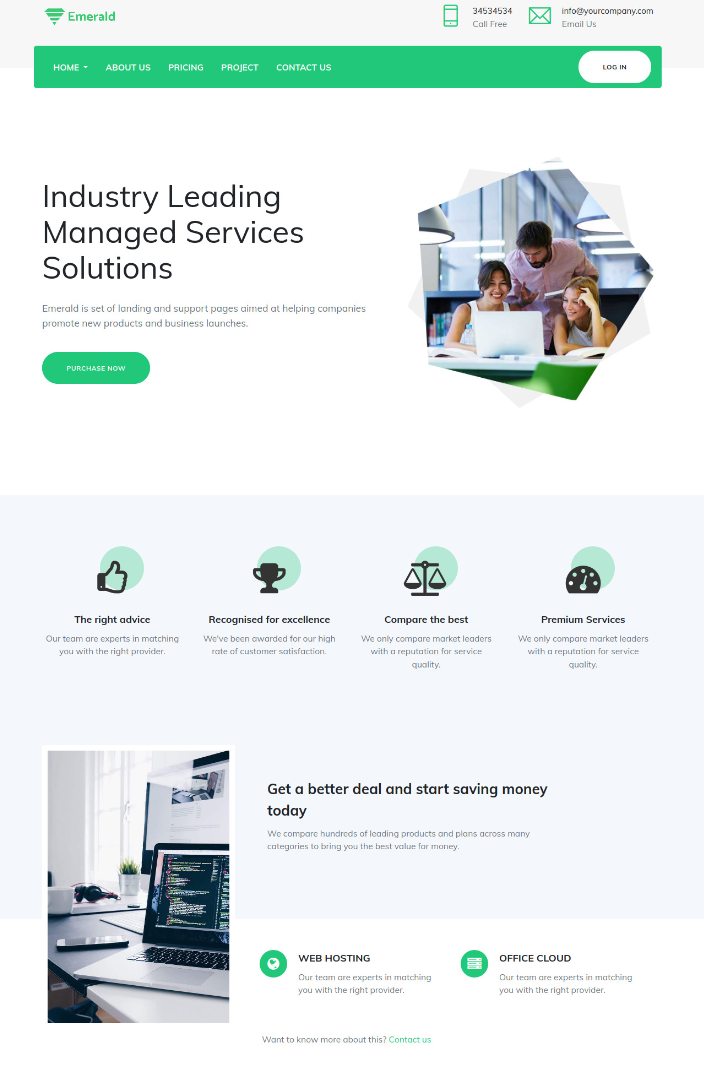 Emerald
34534534
Call Free
info@yourcompany.com
Email Us
HOME
ABOUT US
PRICING
PROJECT
CONTACT US
LOG IN
Industry Leading
Managed Services
Solutions
Emerald is set of landing and support pages aimed at helping companies
promote new products and business launches.
PURCHASE NOW
The right advice
Our team are experts in matching
you with the right provider.
Recognised for excellence
We've been awarded for our high
rate of customer satisfaction.
Compare the best
We only compare market leaders
with a reputation for service
quality.
Premium Services
We only compare market leaders
with a reputation for service
quality.
Get a better deal and start saving money
today
We compare hundreds of leading products and plans across many
categories to bring you the best value for money.
WEB HOSTING
Our team are experts in matching
you with the right provider.
OFFICE CLOUD
Our team are experts in matching
you with the right provider.
Want to know more about this? Contact us